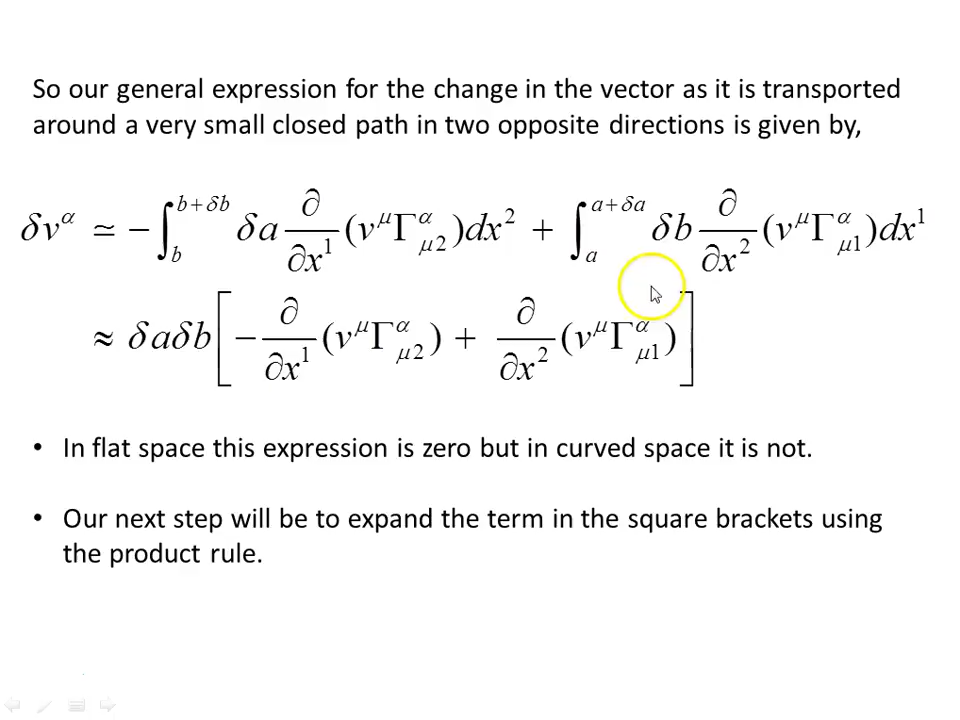 So our general expression for the change in the vector as it is transported
around a very small closed path in two opposite directions is given by,
δv^α ≃ − ∫_b^{b+δb} δa ∂/∂x^1 (v^μ Γ^α_{μ2}) dx^2 + ∫_a^{a+δa} δb ∂/∂x^2 (v^μ Γ^α_{μ1}) dx^1
≈ δaδb [ − ∂/∂x^1 (v^μ Γ^α_{μ2}) + ∂/∂x^2 (v^μ Γ^α_{μ1}) ]
• In flat space this expression is zero but in curved space it is not.
• Our next step will be to expand the term in the square brackets using
the product rule.